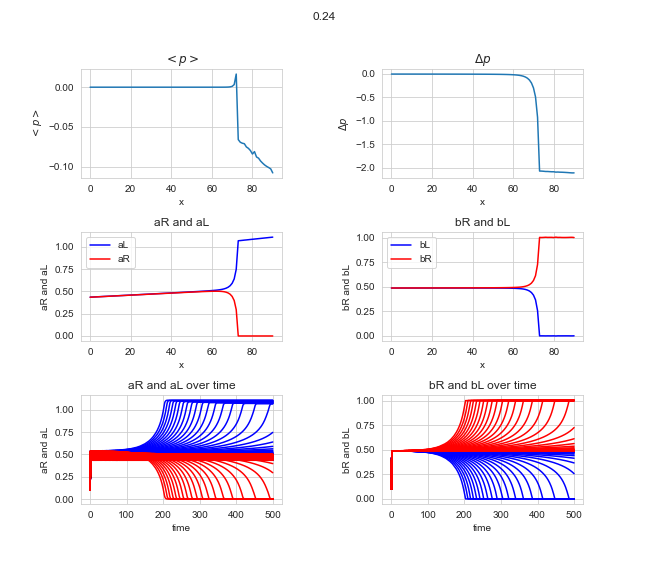 0.24
< p >
Δp
0.00
−0.05
−0.10
< p >
0 20 40 60 80
x
0.0
−0.5
−1.0
−1.5
−2.0
Δp
0 20 40 60 80
x
aR and aL
bR and bL
1.00
0.75
0.50
0.25
0.00
aR and aL
aL
aR
0 20 40 60 80
x
1.00
0.75
0.50
0.25
0.00
bR and bL
bL
bR
0 20 40 60 80
x
aR and aL over time
bR and bL over time
1.00
0.75
0.50
0.25
0.00
aR and aL
0 100 200 300 400 500
time
1.00
0.75
0.50
0.25
0.00
bR and bL
0 100 200 300 400 500
time